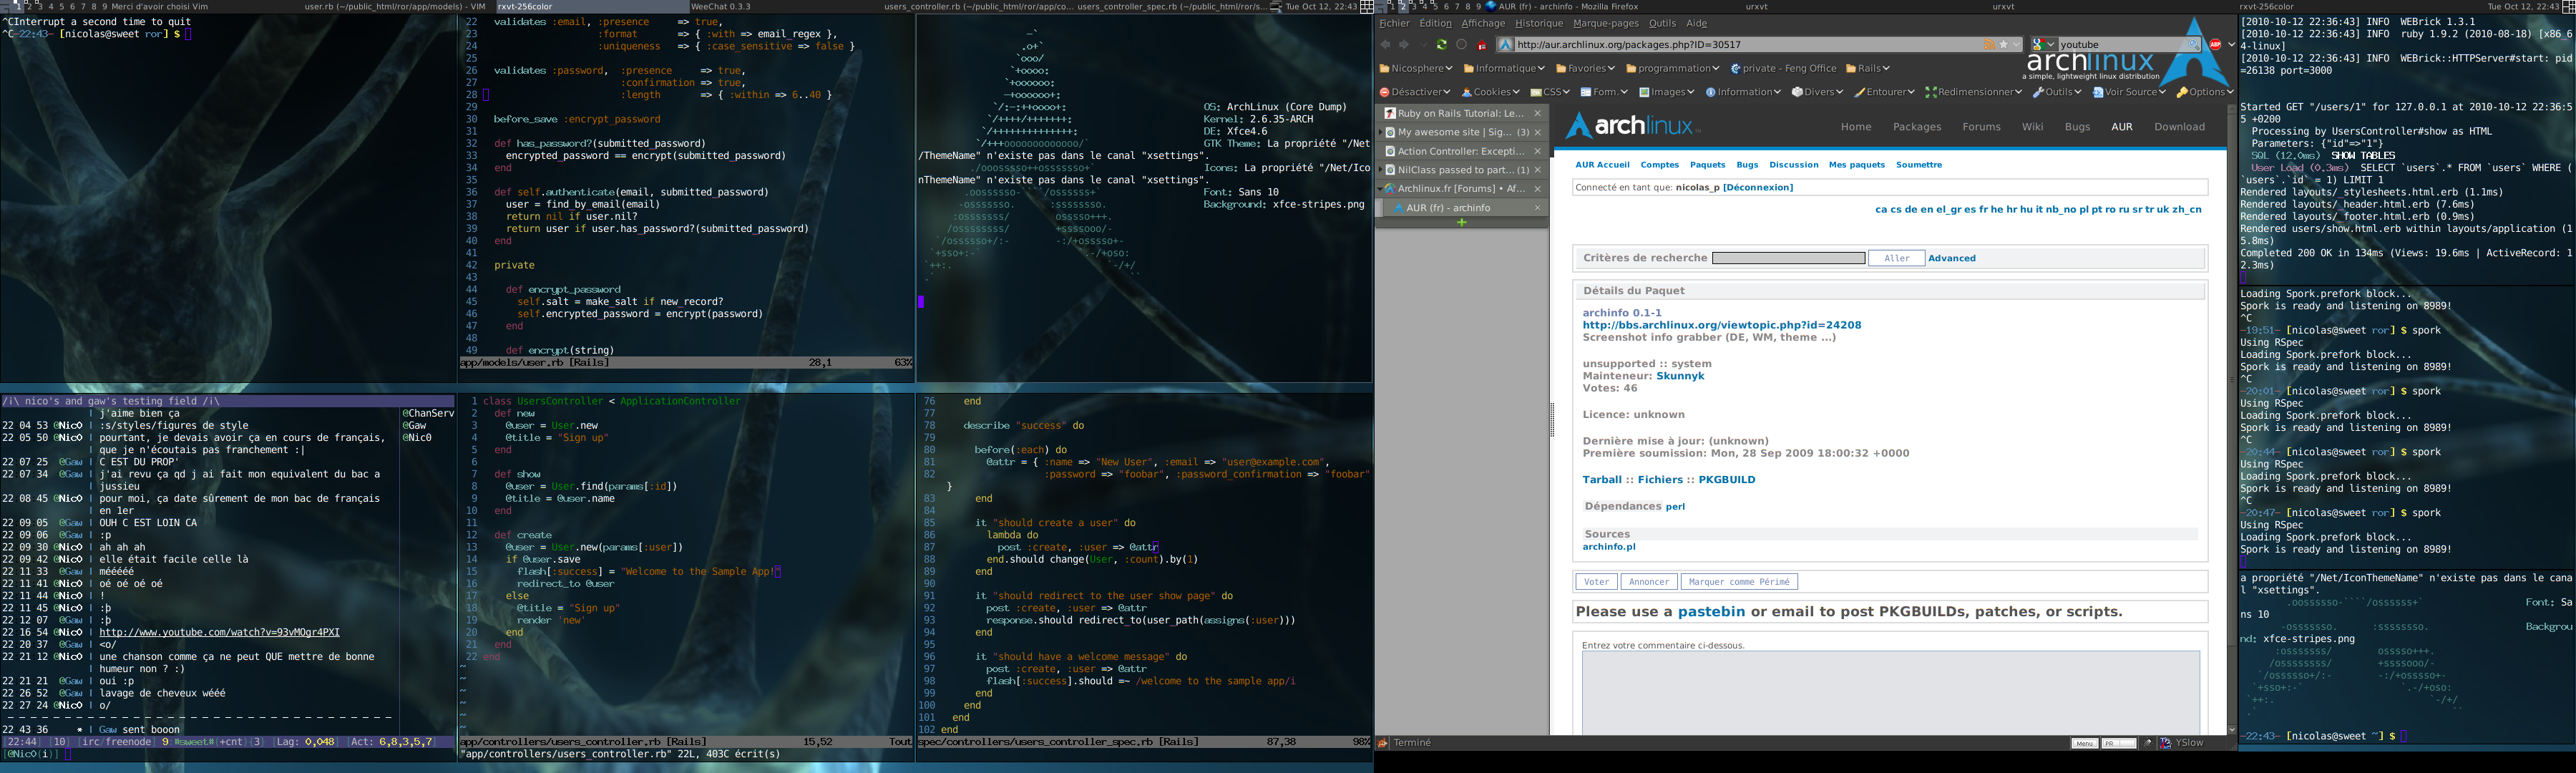 1 2 3 4 5 6 7 8 9 Merci d'avoir choisi Vim
user.rb (~/public_html/ror/app/models) - VIM
rxvt-256color
WeeChat 0.3.3
users_controller.rb (~/public_html/ror/app/co...
users_controller_spec.rb (~/public_html/ror/s...
Tue Oct 12, 22:43
^CInterrupt a second time to quit
^C-22:43- [nicolas@sweet ror] $
22 validates :email, :presence => true,
23 :format => { :with => email_regex },
24 :uniqueness => { :case_sensitive => false }
25
26 validates :password, :presence => true,
27 :confirmation => true,
28 :length => { :within => 6..40 }
29
30 before_save :encrypt_password
31
32 def has_password?(submitted_password)
33 encrypted_password == encrypt(submitted_password)
34 end
35
36 def self.authenticate(email, submitted_password)
37 user = find_by_email(email)
38 return nil if user.nil?
39 return user if user.has_password?(submitted_password)
40 end
41
42 private
43
44 def encrypt_password
45 self.salt = make_salt if new_record?
46 self.encrypted_password = encrypt(password)
47 end
48
49 def encrypt(string)
app/models/user.rb [Rails] 28,1 63%
OS: ArchLinux (Core Dump)
Kernel: 2.6.35-ARCH
DE: Xfce4.6
GTK Theme: La propriété "/Net
/ThemeName" n'existe pas dans le canal "xsettings".
Icons: La propriété "/Net/Ico
nThemeName" n'existe pas dans le canal "xsettings".
Font: Sans 10
Background: xfce-stripes.png
/i\ nico's and gaw's testing field /i\
j'aime bien ça
22 04 53 @Nic0 | :s/styles/figures de style
22 05 50 @Nic0 | pourtant, je devais avoir ça en cours de français,
que je n'écoutais pas franchement :|
22 07 25 @Gaw | C EST DU PROP'
22 07 34 @Gaw | j'ai revu ça qd j ai fait mon equivalent du bac a
jussieu
22 08 45 @Nic0 | pour moi, ça date sûrement de mon bac de français
en 1er
22 09 05 @Gaw | OUH C EST LOIN CA
22 09 06 @Gaw | :p
22 09 30 @Nic0 | ah ah ah
22 09 42 @Nic0 | elle était facile celle là
22 11 33 @Gaw | mééééé
22 11 41 @Nic0 | oé oé oé oé
22 11 44 @Nic0 | !
22 11 45 @Nic0 | :þ
22 12 07 @Gaw | :þ
22 16 54 @Nic0 | http://www.youtube.com/watch?v=93vMOgr4PXI
22 20 37 @Gaw | <o/
22 21 12 @Nic0 | une chanson comme ça ne peut QUE mettre de bonne
humeur non ? :)
22 21 21 @Gaw | oui :p
22 26 52 @Gaw | lavage de cheveux wééé
22 27 24 @Nic0 | o/
22 43 36 * | Gaw sent booon
@ChanServ
@Gaw
@Nic0
[22:44] [10] [irc/freenode] 9:#sweet#(+cnt){3} [Lag: 0,048] [Act: 6,8,3,5,7]
[@Nic0(i)]
1 class UsersController < ApplicationController
2 def new
3 @user = User.new
4 @title = "Sign up"
5 end
6
7 def show
8 @user = User.find(params[:id])
9 @title = @user.name
10 end
11
12 def create
13 @user = User.new(params[:user])
14 if @user.save
15 flash[:success] = "Welcome to the Sample App!"
16 redirect_to @user
17 else
18 @title = "Sign up"
19 render 'new'
20 end
21 end
22 end
app/controllers/users_controller.rb [Rails] 15,52 Tout
"app/controllers/users_controller.rb" 22L, 403C écrit(s)
76 end
77
78 describe "success" do
79
80 before(:each) do
81 @attr = { :name => "New User", :email => "user@example.com",
82 :password => "foobar", :password_confirmation => "foobar"
}
83 end
84
85 it "should create a user" do
86 lambda do
87 post :create, :user => @attr
88 end.should change(User, :count).by(1)
89 end
90
91 it "should redirect to the user show page" do
92 post :create, :user => @attr
93 response.should redirect_to(user_path(assigns(:user)))
94 end
95
96 it "should have a welcome message" do
97 post :create, :user => @attr
98 flash[:success].should =~ /welcome to the sample app/i
99 end
100 end
101 end
102 end
spec/controllers/users_controller_spec.rb [Rails] 87,38 98%
1 2 3 4 5 6 7 8 9 AUR (fr) - archinfo - Mozilla Firefox
urxvt
urxvt
rxvt-256color
Tue Oct 12, 22:43
Fichier Édition Affichage Historique Marque-pages Outils Aide
http://aur.archlinux.org/packages.php?ID=30517
youtube
ABP
archlinux
a simple, lightweight linux distribution
Nicosphere Informatique Favories programmation private - Feng Office Rails
Désactiver Cookies CSS Form. Images Information Divers Entourer Redimensionner Outils Voir Source Options
Ruby on Rails Tutorial: Le...
My awesome site | Sig... (3)
Action Controller: Excepti...
NilClass passed to part... (1)
Archlinux.fr [Forums] • Af...
AUR (fr) - archinfo
archlinux
Home Packages Forums Wiki Bugs AUR Download
AUR Accueil Comptes Paquets Bugs Discussion Mes paquets Soumettre
Connecté en tant que: nicolas_p [Déconnexion]
ca cs de en el_gr es fr he hr hu it nb_no pl pt ro ru sr tr uk zh_cn
Critères de recherche Aller Advanced
Détails du Paquet
archinfo 0.1-1
http://bbs.archlinux.org/viewtopic.php?id=24208
Screenshot info grabber (DE, WM, theme ...)
unsupported :: system
Mainteneur: Skunnyk
Votes: 46
Licence: unknown
Dernière mise à jour: (unknown)
Première soumission: Mon, 28 Sep 2009 18:00:32 +0000
Tarball :: Fichiers :: PKGBUILD
Dépendances perl
Sources
archinfo.pl
Voter Annoncer Marquer comme Périmé
Please use a pastebin or email to post PKGBUILDs, patches, or scripts.
Entrez votre commentaire ci-dessous.
Terminé
Menu
YSlow
[2010-10-12 22:36:43] INFO WEBrick 1.3.1
[2010-10-12 22:36:43] INFO ruby 1.9.2 (2010-08-18) [x86_6
4-linux]
[2010-10-12 22:36:43] INFO WEBrick::HTTPServer#start: pid
=26138 port=3000
Started GET "/users/1" for 127.0.0.1 at 2010-10-12 22:36:5
5 +0200
Processing by UsersController#show as HTML
Parameters: {"id"=>"1"}
SQL (12.0ms) SHOW TABLES
User Load (0.3ms) SELECT `users`.* FROM `users` WHERE (
`users`.`id` = 1) LIMIT 1
Rendered layouts/_stylesheets.html.erb (1.1ms)
Rendered layouts/_header.html.erb (7.6ms)
Rendered layouts/_footer.html.erb (0.9ms)
Rendered users/show.html.erb within layouts/application (1
5.8ms)
Completed 200 OK in 134ms (Views: 19.6ms | ActiveRecord: 1
2.3ms)
Loading Spork.prefork block...
Spork is ready and listening on 8989!
^C
-19:51- [nicolas@sweet ror] $ spork
Using RSpec
Loading Spork.prefork block...
Spork is ready and listening on 8989!
^C
-20:01- [nicolas@sweet ror] $ spork
Using RSpec
Loading Spork.prefork block...
Spork is ready and listening on 8989!
^C
-20:44- [nicolas@sweet ror] $ spork
Using RSpec
Loading Spork.prefork block...
Spork is ready and listening on 8989!
^C
-20:47- [nicolas@sweet ror] $ spork
Using RSpec
Loading Spork.prefork block...
Spork is ready and listening on 8989!
a propriété "/Net/IconThemeName" n'existe pas dans le cana
l "xsettings".
Font: Sa
ns 10
Backgrou
nd: xfce-stripes.png
-22:43- [nicolas@sweet ~] $